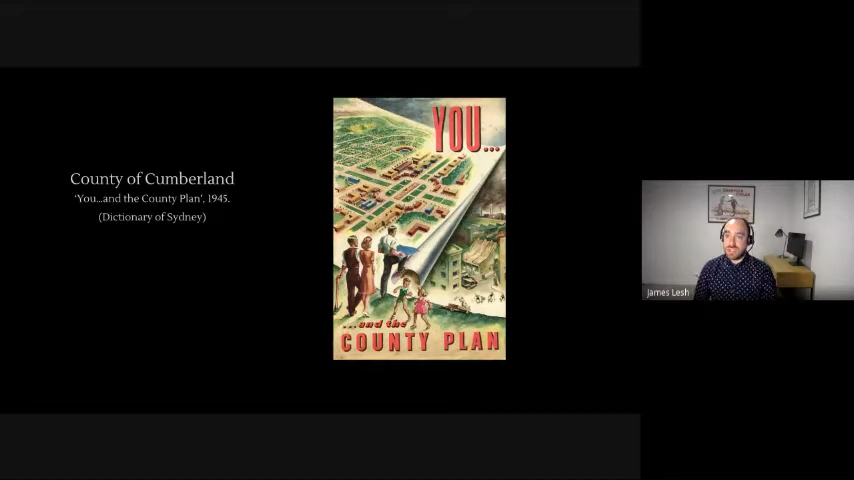 County of Cumberland
'You...and the County Plan', 1945.
(Dictionary of Sydney)
YOU...
...and the
COUNTY PLAN
James Lesh